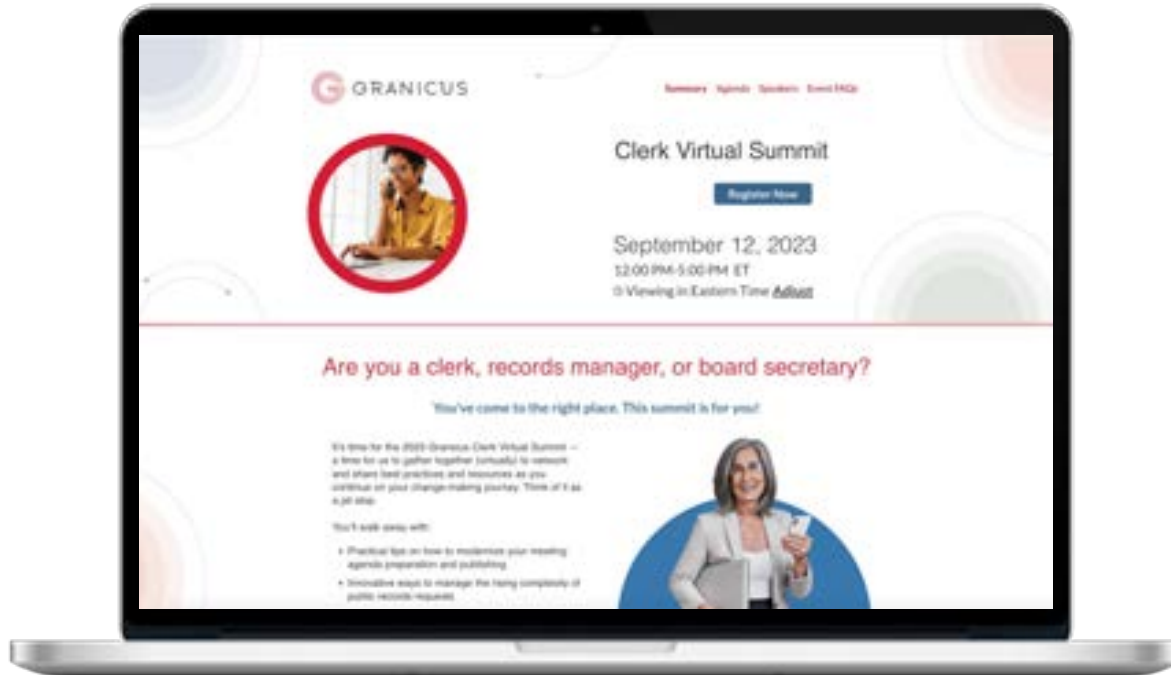 GRANICUS
Summary Agenda Speakers Event FAQs
Clerk Virtual Summit
Register Now
September 12, 2023
12:00 PM-5:00 PM ET
Viewing in Eastern Time Adjust
Are you a clerk, records manager, or board secretary?
You've come to the right place. This summit is for you!
It's time for the 2023 Granicus Clerk Virtual Summit —
a time for us to gather together (virtually) to network
and share best practices and resources as you
continue on your change-making journey. Think of it as
a pit stop.
You'll walk away with:
• Practical tips on how to modernize your meeting
agenda preparation and publishing
• Innovative ways to manage the rising complexity of
public records requests